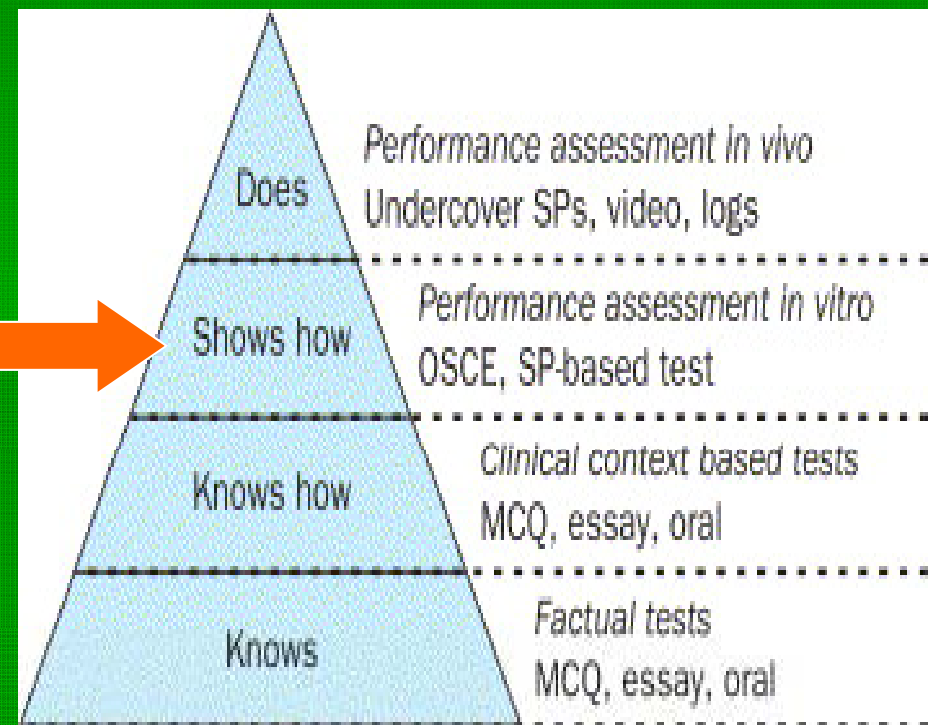 Does
Performance assessment in vivo
Undercover SPs, video, logs
Shows how
Performance assessment in vitro
OSCE, SP-based test
Knows how
Clinical context based tests
MCQ, essay, oral
Knows
Factual tests
MCQ, essay, oral